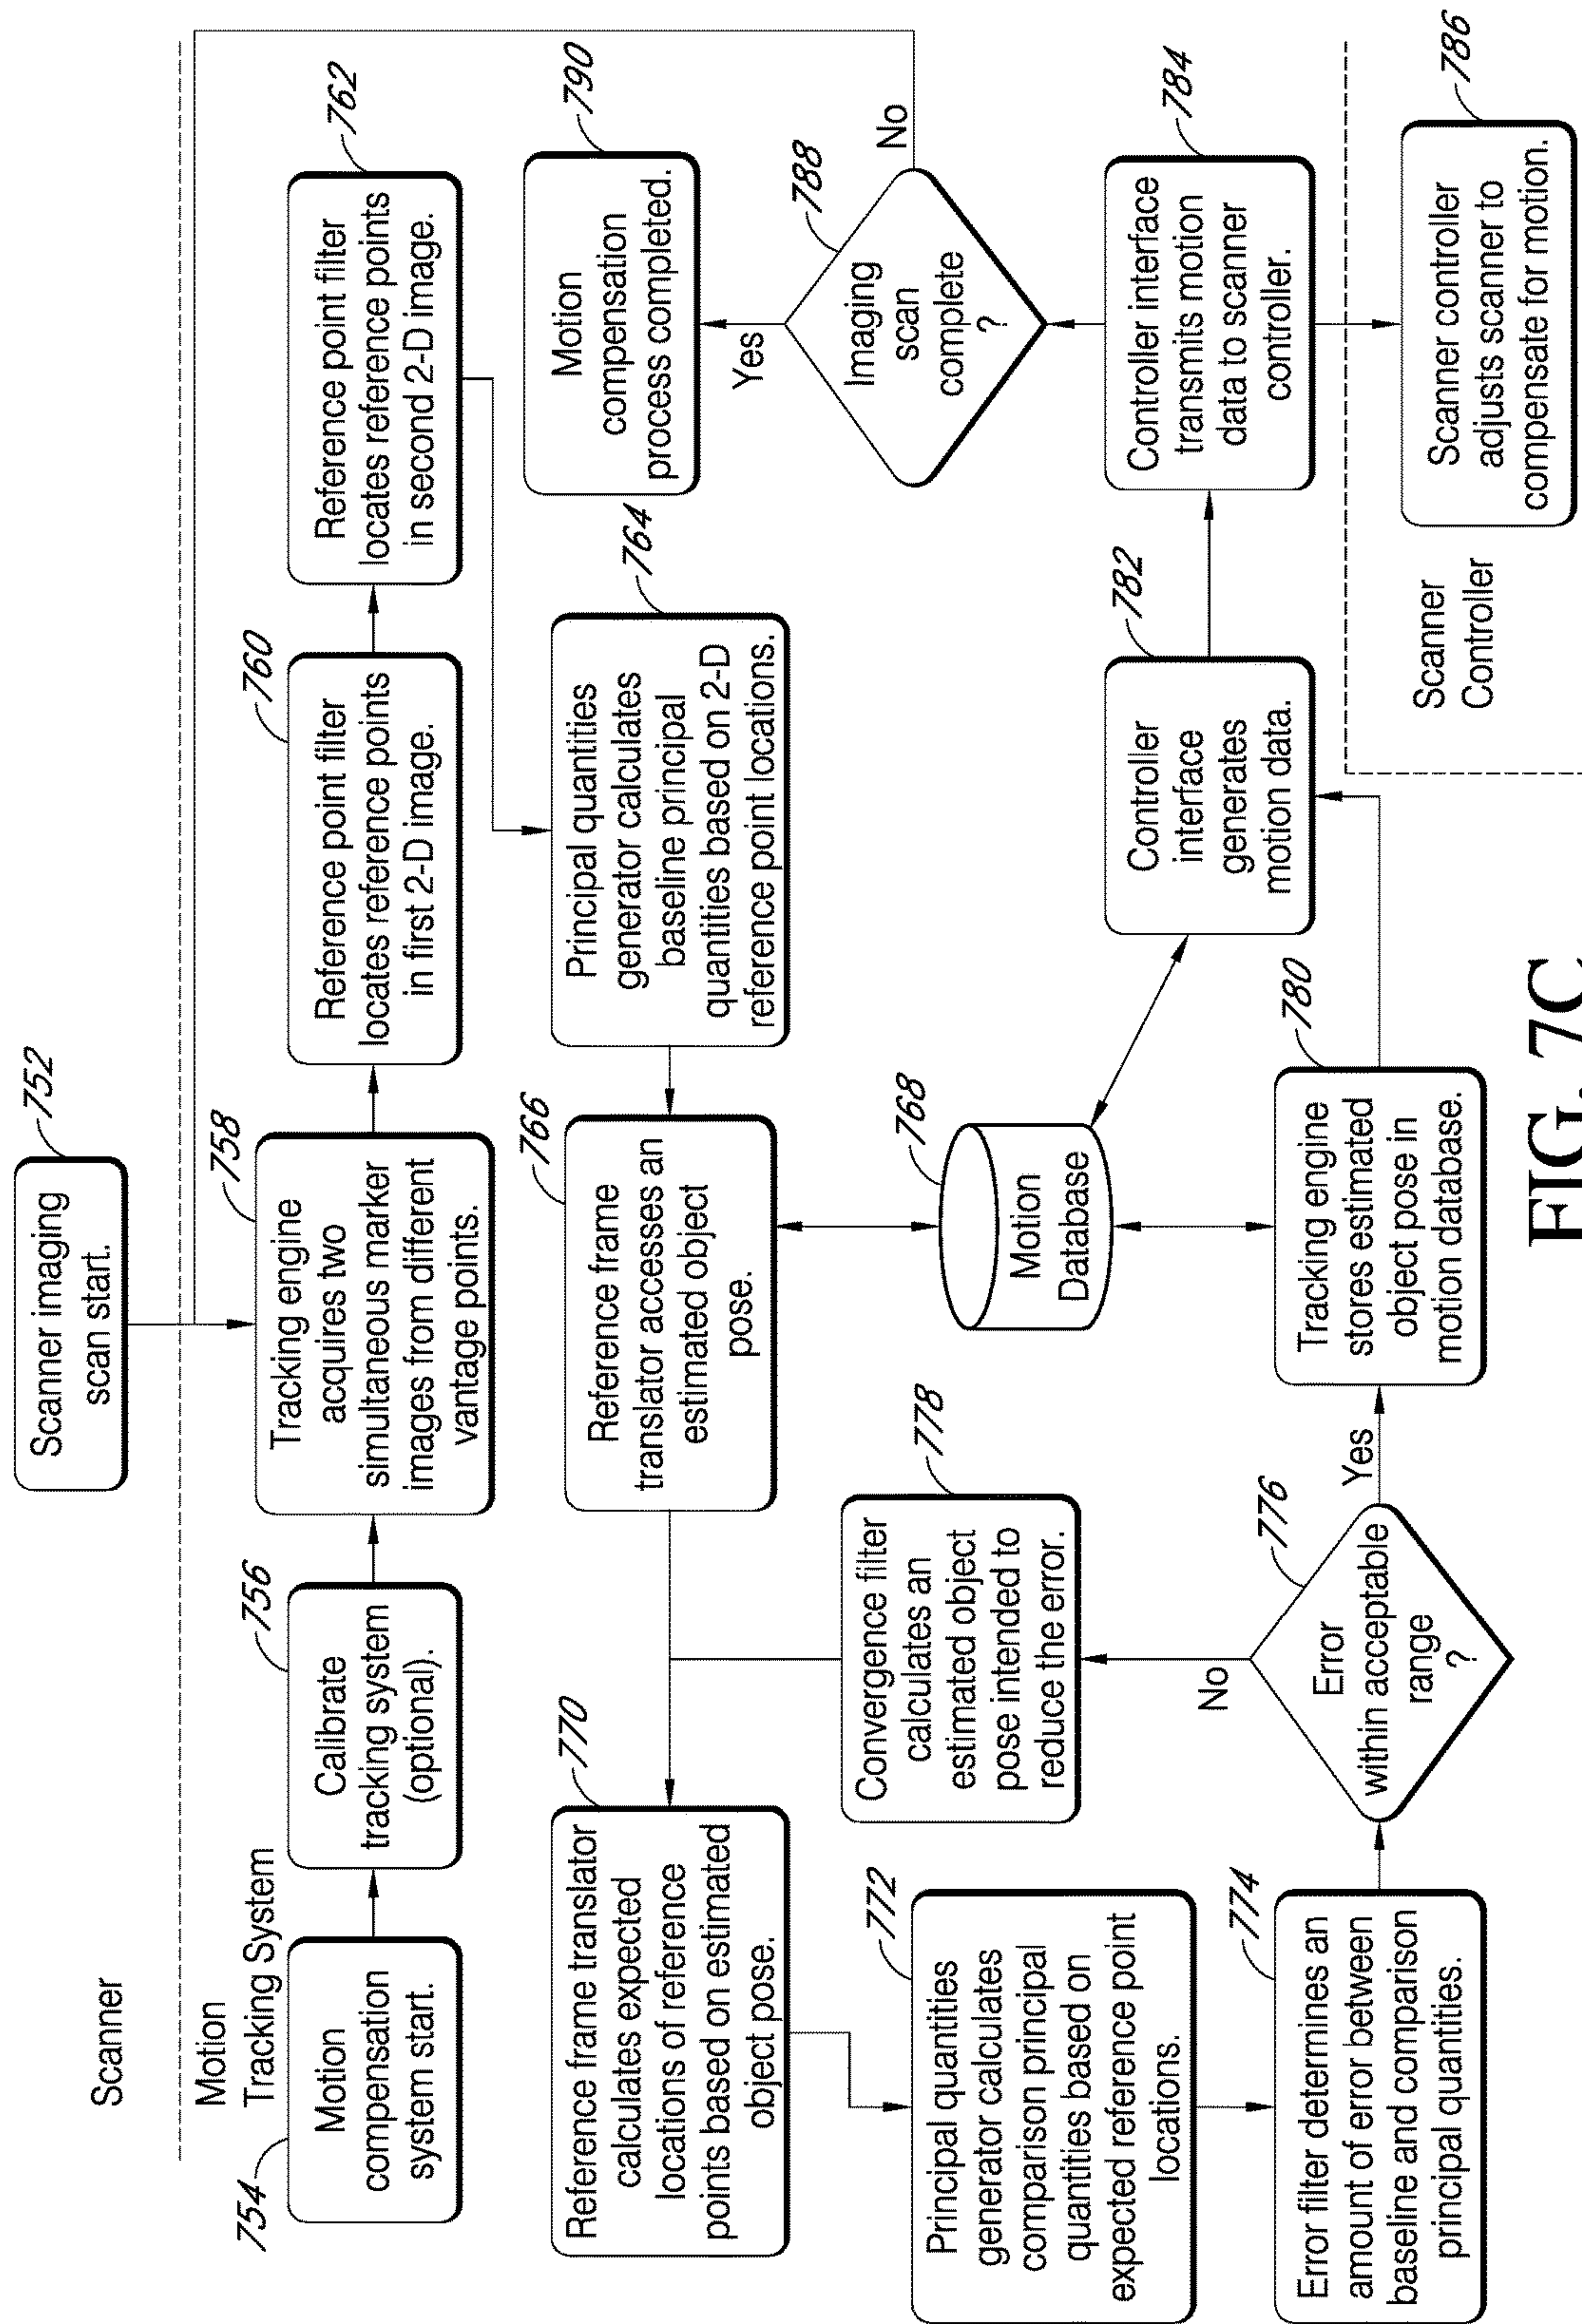 Scanner
752
Scanner imaging
scan start.
Motion
Tracking System
754
Motion
compensation
system start.
756
Calibrate
tracking system
(optional).
758
Tracking engine
acquires two
simultaneous marker
images from different
vantage points.
760
Reference point filter
locates reference points
in first 2-D image.
762
Reference point filter
locates reference points
in second 2-D image.
764
Principal quantities
generator calculates
baseline principal
quantities based on 2-D
reference point locations.
766
Reference frame
translator accesses an
estimated object
pose.
768
Motion
Database
770
Reference frame translator
calculates expected
locations of reference
points based on estimated
object pose.
772
Principal quantities
generator calculates
comparison principal
quantities based on
expected reference point
locations.
774
Error filter determines an
amount of error between
baseline and comparison
principal quantities.
776
Error
within acceptable
range
?
No
Yes
778
Convergence filter
calculates an
estimated object
pose intended to
reduce the error.
780
Tracking engine
stores estimated
object pose in
motion database.
782
Controller
interface
generates
motion data.
784
Controller interface
transmits motion
data to scanner
controller.
Scanner
Controller
786
Scanner controller
adjusts scanner to
compensate for motion.
788
Imaging
scan
complete
?
No
Yes
790
Motion
compensation
process completed.
FIG. 7C